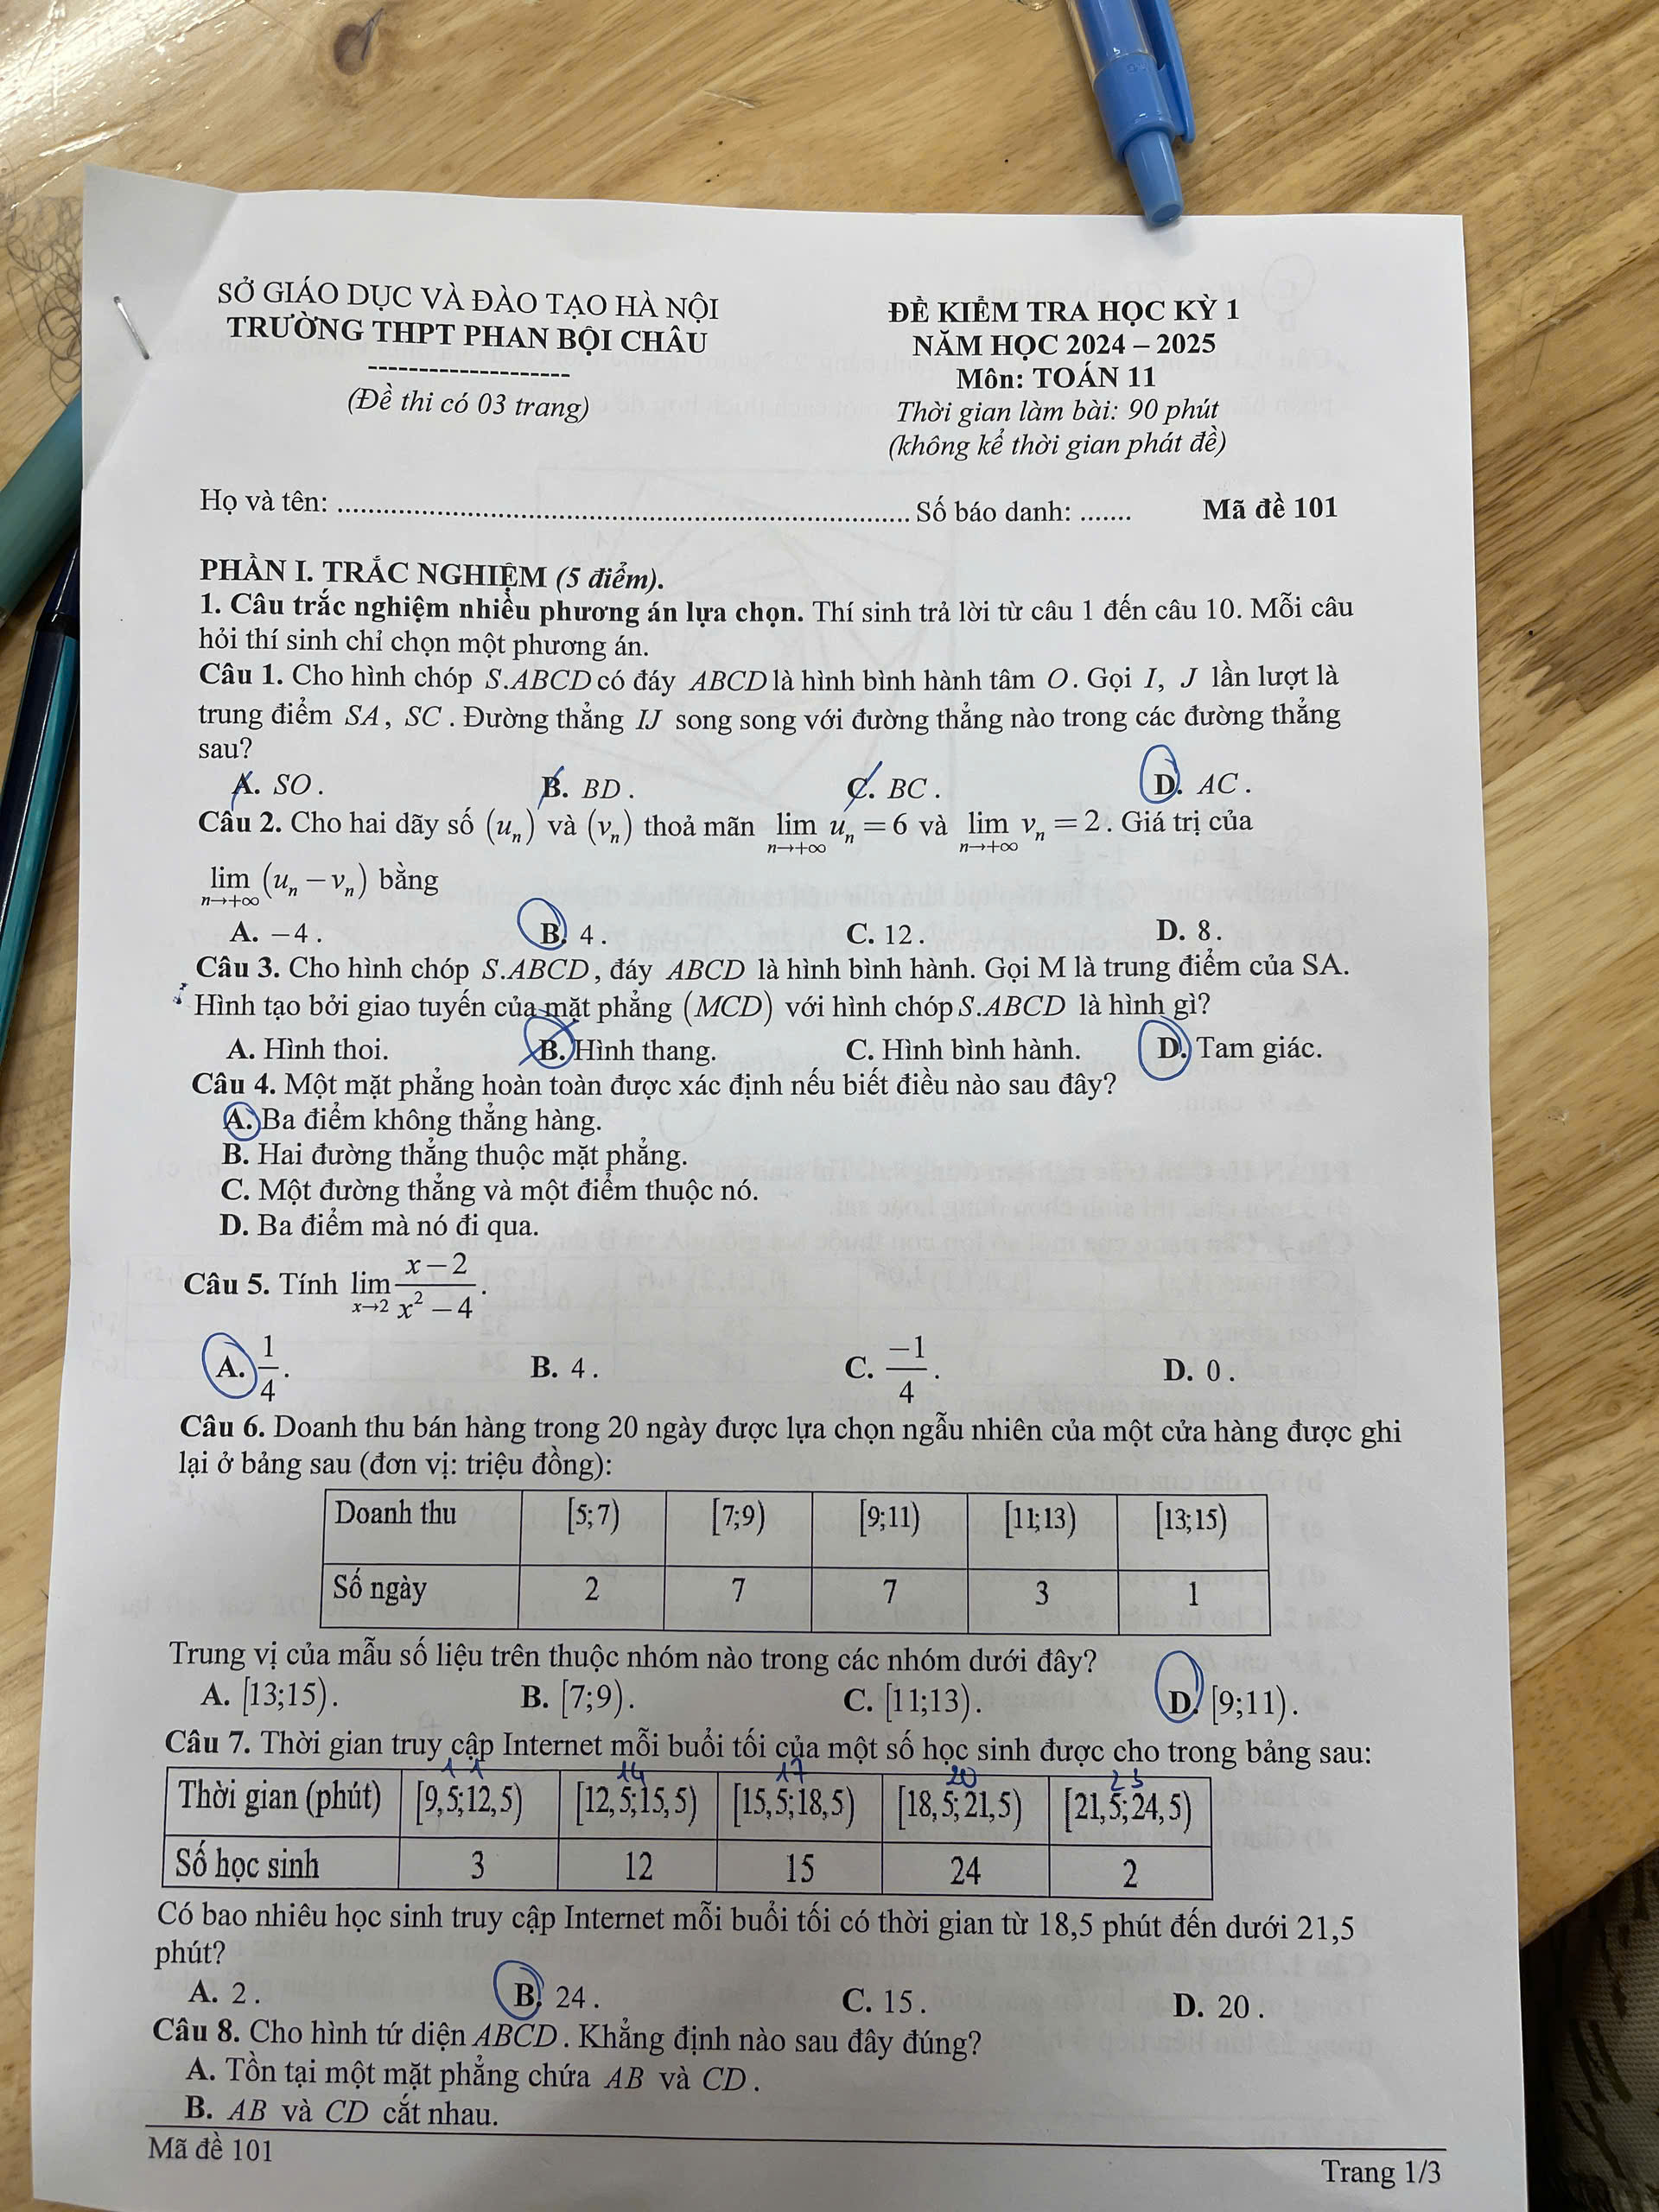 SỞ GIÁO DỤC VÀ ĐÀO TẠO HÀ NỘI
TRƯỜNG THPT PHAN BỘI CHÂU
--------------------
(Đề thi có 03 trang)
ĐỀ KIỂM TRA HỌC KỲ 1
NĂM HỌC 2024 – 2025
Môn: TOÁN 11
Thời gian làm bài: 90 phút
(không kể thời gian phát đề)
Họ và tên: .................................................................... Số báo danh: ....... Mã đề 101
PHẦN I. TRẮC NGHIỆM (5 điểm).
1. Câu trắc nghiệm nhiều phương án lựa chọn. Thí sinh trả lời từ câu 1 đến câu 10. Mỗi câu
hỏi thí sinh chỉ chọn một phương án.
Câu 1. Cho hình chóp S.ABCD có đáy ABCD là hình bình hành tâm O. Gọi I, J lần lượt là
trung điểm SA, SC. Đường thẳng IJ song song với đường thẳng nào trong các đường thẳng
sau?
A. SO. B. BD. C. BC. D. AC.
Câu 2. Cho hai dãy số (uₙ) và (vₙ) thoả mãn lim n→+∞ uₙ = 6 và lim n→+∞ vₙ = 2. Giá trị của
lim n→+∞ (uₙ − vₙ) bằng
A. −4. B. 4. C. 12. D. 8.
Câu 3. Cho hình chóp S.ABCD, đáy ABCD là hình bình hành. Gọi M là trung điểm của SA.
Hình tạo bởi giao tuyến của mặt phẳng (MCD) với hình chóp S.ABCD là hình gì?
A. Hình thoi. B. Hình thang. C. Hình bình hành. D. Tam giác.
Câu 4. Một mặt phẳng hoàn toàn được xác định nếu biết điều nào sau đây?
A. Ba điểm không thẳng hàng.
B. Hai đường thẳng thuộc mặt phẳng.
C. Một đường thẳng và một điểm thuộc nó.
D. Ba điểm mà nó đi qua.
Câu 5. Tính lim x→2 (x−2)/(x²−4).
A. 1/4. B. 4. C. −1/4. D. 0.
Câu 6. Doanh thu bán hàng trong 20 ngày được lựa chọn ngẫu nhiên của một cửa hàng được ghi
lại ở bảng sau (đơn vị: triệu đồng):
Doanh thu [5;7) [7;9) [9;11) [11;13) [13;15)
Số ngày 2 7 7 3 1
Trung vị của mẫu số liệu trên thuộc nhóm nào trong các nhóm dưới đây?
A. [13;15). B. [7;9). C. [11;13). D. [9;11).
Câu 7. Thời gian truy cập Internet mỗi buổi tối của một số học sinh được cho trong bảng sau:
11 14 17 20 23
Thời gian (phút) [9,5;12,5) [12,5;15,5) [15,5;18,5) [18,5;21,5) [21,5;24,5)
Số học sinh 3 12 15 24 2
Có bao nhiêu học sinh truy cập Internet mỗi buổi tối có thời gian từ 18,5 phút đến dưới 21,5
phút?
A. 2. B. 24. C. 15. D. 20.
Câu 8. Cho hình tứ diện ABCD. Khẳng định nào sau đây đúng?
A. Tồn tại một mặt phẳng chứa AB và CD.
B. AB và CD cắt nhau.
Mã đề 101
Trang 1/3